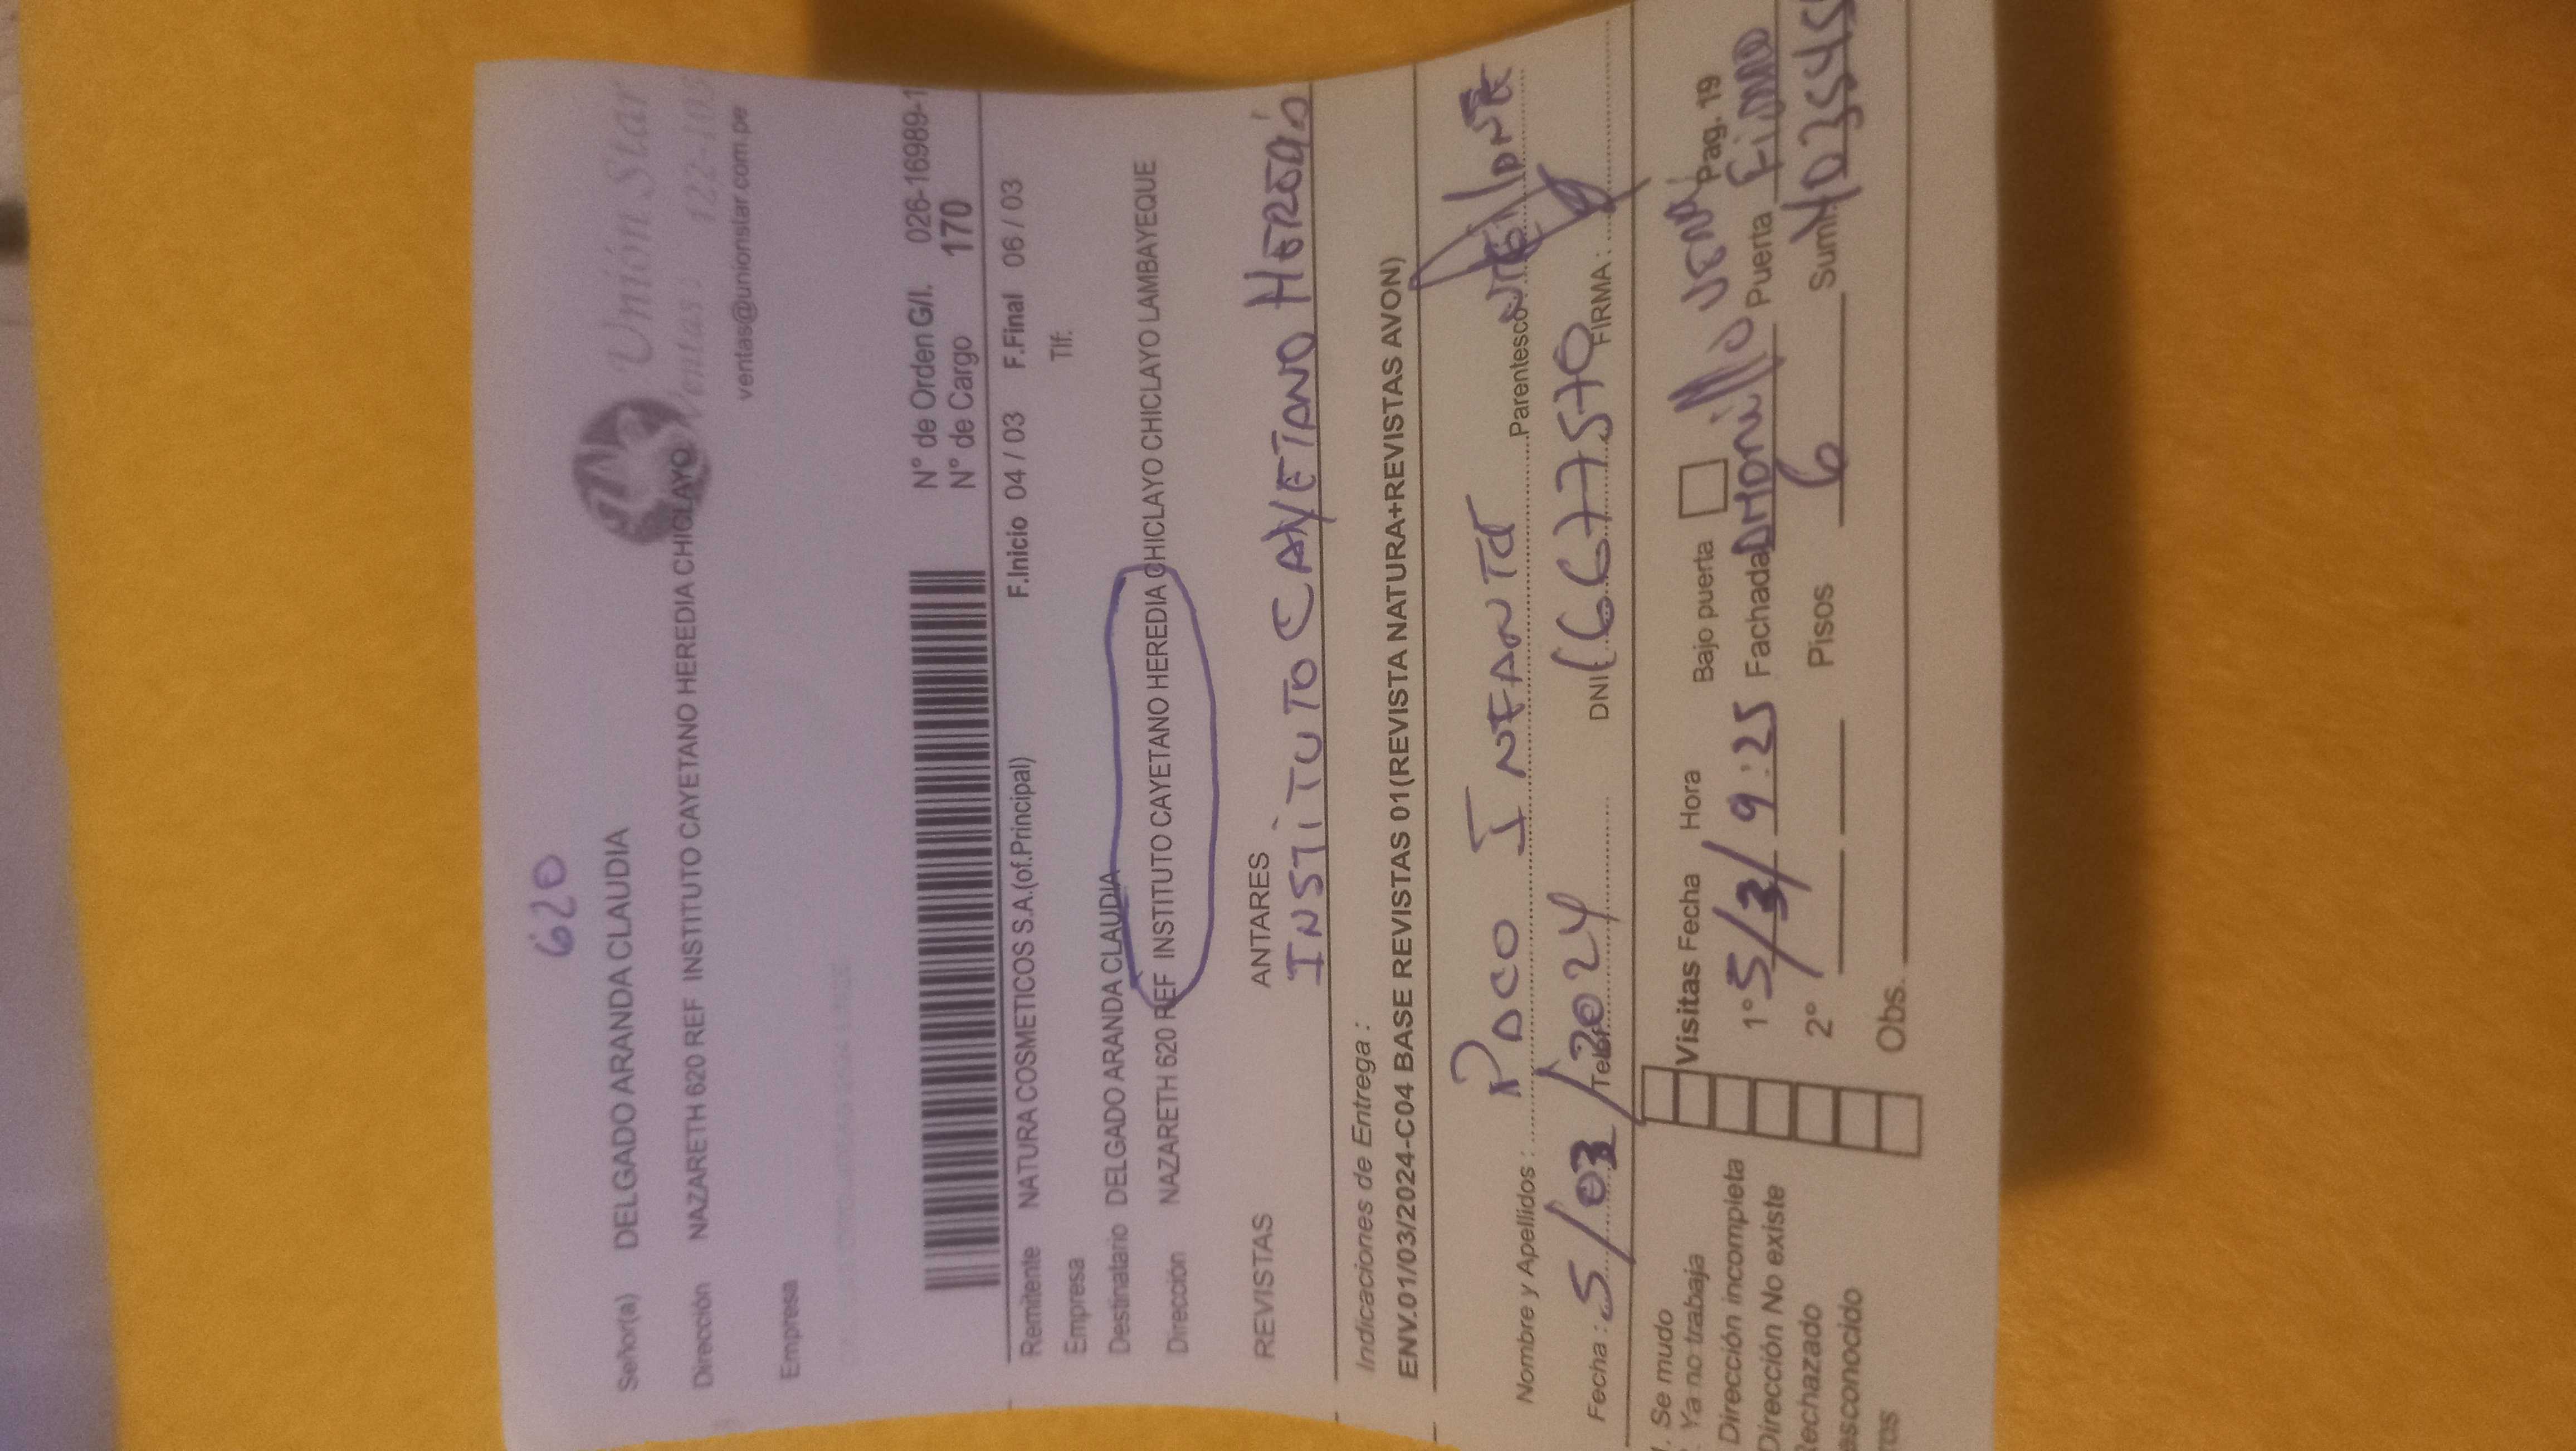 620
Señor(a) DELGADO ARANDA CLAUDIA
Unión Star
Dirección NAZARETH 620 REF INSTITUTO CAYETANO HEREDIA CHICLAYO
Ventas :
ventas@unionstar.com.pe
Empresa
N° de Orden G/I. 026-16989-1
N° de Cargo 170
Remitente NATURA COSMETICOS S.A.(of.Principal) F.Inicio 04 / 03 F.Final 06 / 03
Empresa Tlf:
Destinatario DELGADO ARANDA CLAUDIA
Dirección NAZARETH 620 REF INSTITUTO CAYETANO HEREDIA CHICLAYO CHICLAYO LAMBAYEQUE
REVISTAS ANTARES
INSTITUTO CAYETANO
Indicaciones de Entrega :
ENV.01/03/2024-C04 BASE REVISTAS 01(REVISTA NATURA+REVISTAS AVON)
Nombre y Apellidos : PACO INFANTE Parentesco
Fecha : 5/03/2024 Telef DNI 16677570 FIRMA :
Se mudo
Ya no trabaja
Dirección incompleta
Dirección No existe
Rechazado
Visitas Fecha Hora Bajo puerta Pag. 19
1° 5/3/ 9:25 Fachada Puerta
2° Pisos 6 Sumi.
Obs.